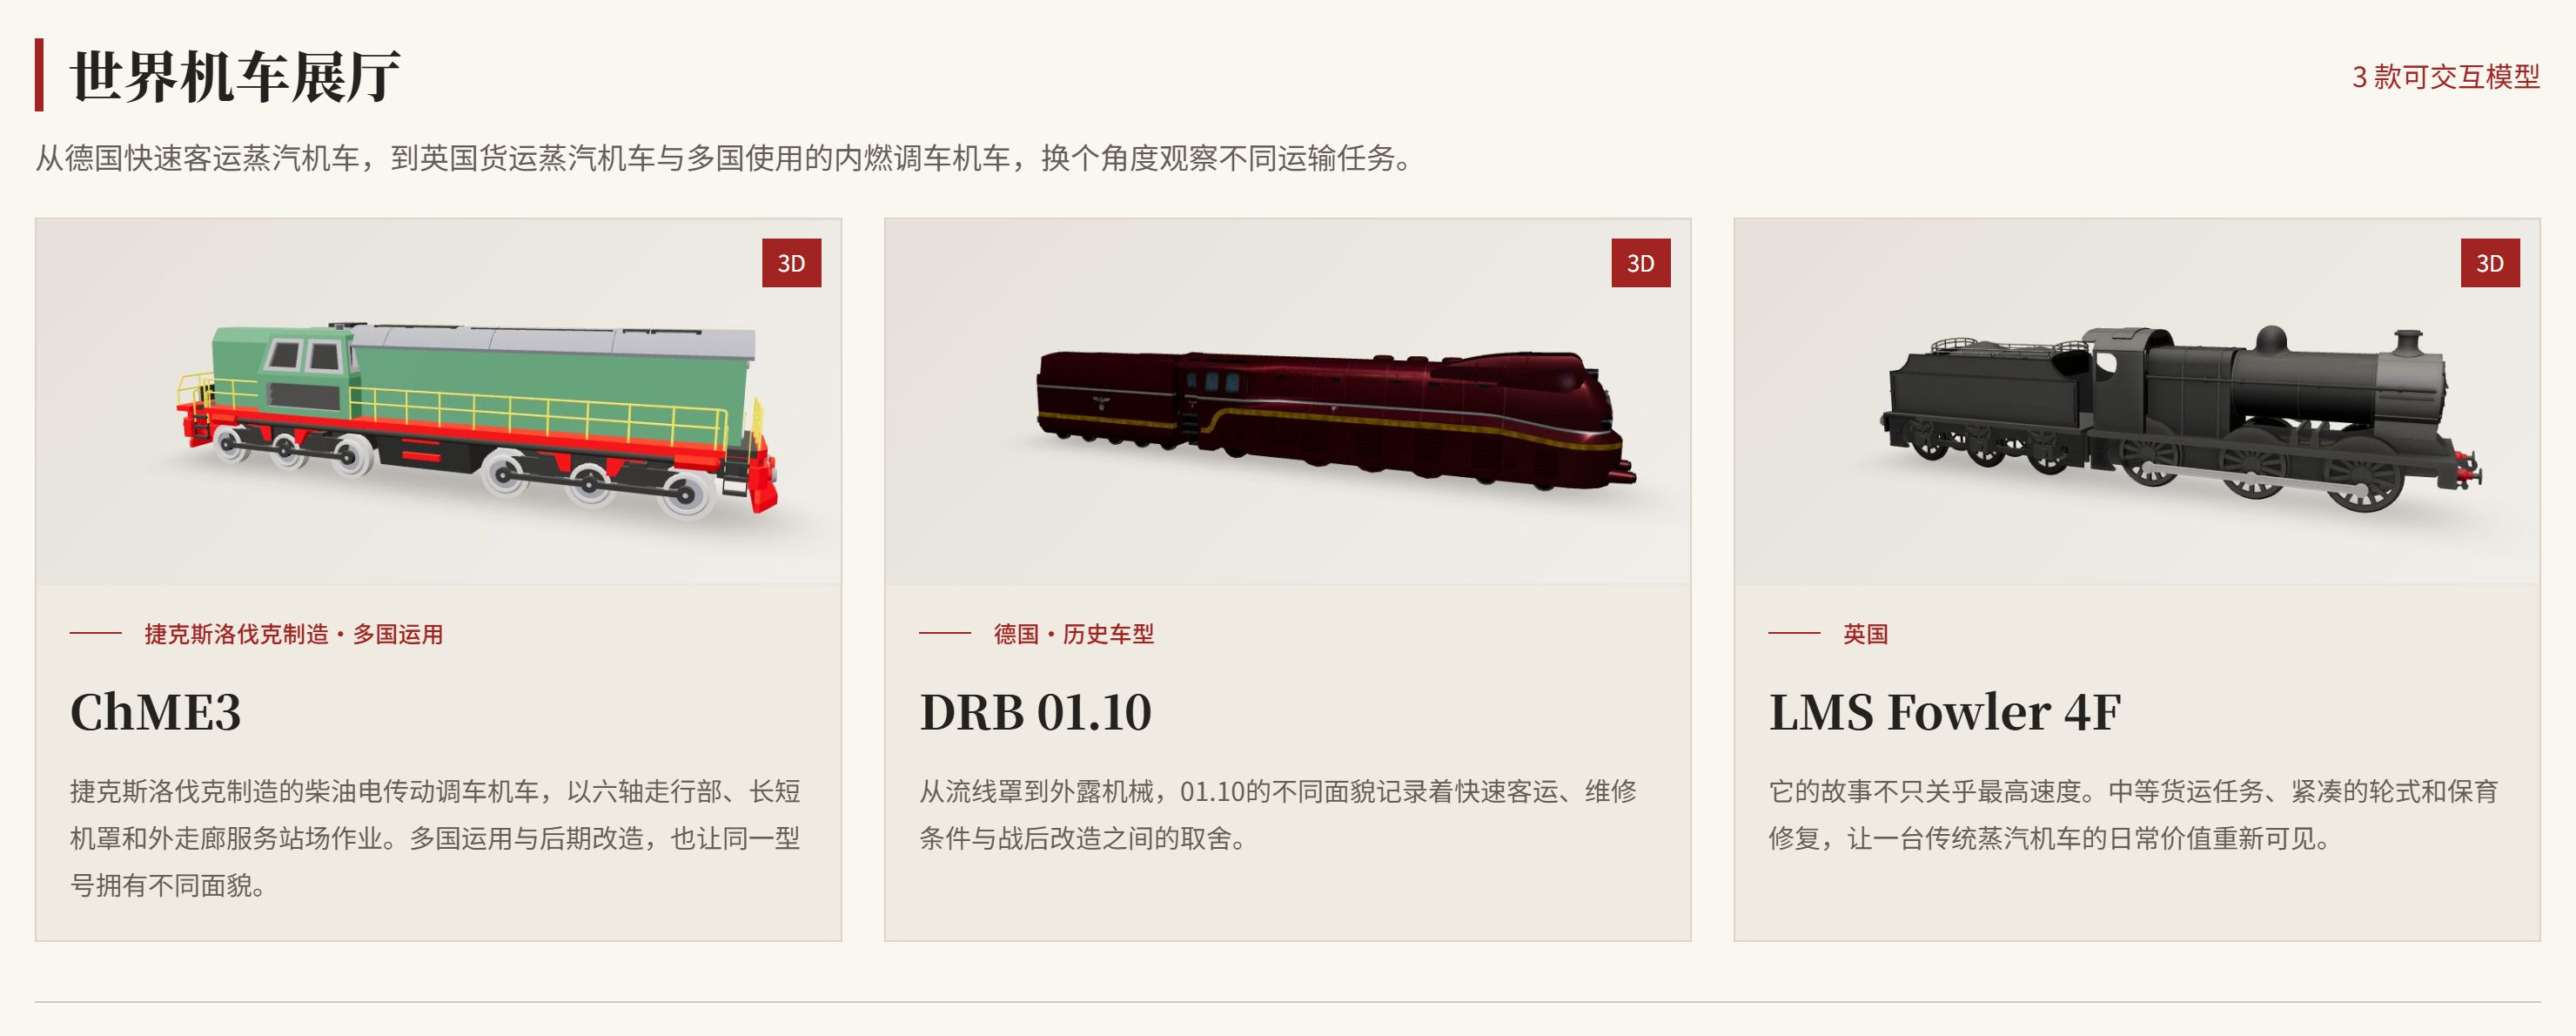 世界机车展厅
3 款可交互模型
从德国快速客运蒸汽机车，到英国货运蒸汽机车与多国使用的内燃调车机车，换个角度观察不同运输任务。
3D
捷克斯洛伐克制造·多国运用
ChME3
捷克斯洛伐克制造的柴油电传动调车机车，以六轴走行部、长短
机罩和外走廊服务站场作业。多国运用与后期改造，也让同一型
号拥有不同面貌。
3D
德国·历史车型
DRB 01.10
从流线罩到外露机械，01.10的不同面貌记录着快速客运、维修
条件与战后改造之间的取舍。
3D
英国
LMS Fowler 4F
它的故事不只关乎最高速度。中等货运任务、紧凑的轮式和保育
修复，让一台传统蒸汽机车的日常价值重新可见。